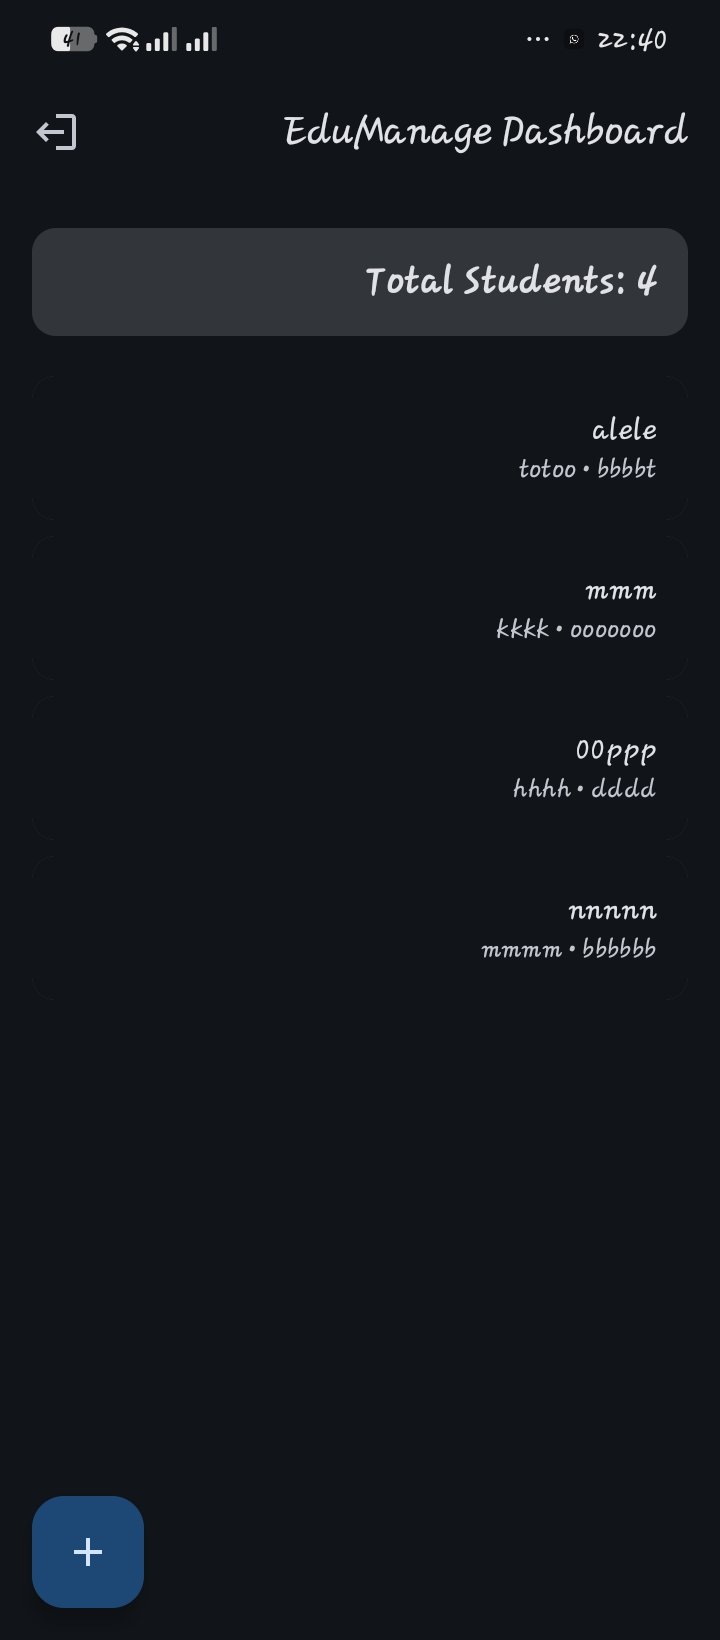 41
22:40
EduManage Dashboard
Total Students: 4
alele
totoo • bbbbt
mmm
kkkk • ooooooo
00ppp
hhhh • dddd
nnnnn
mmmm • bbbbbb